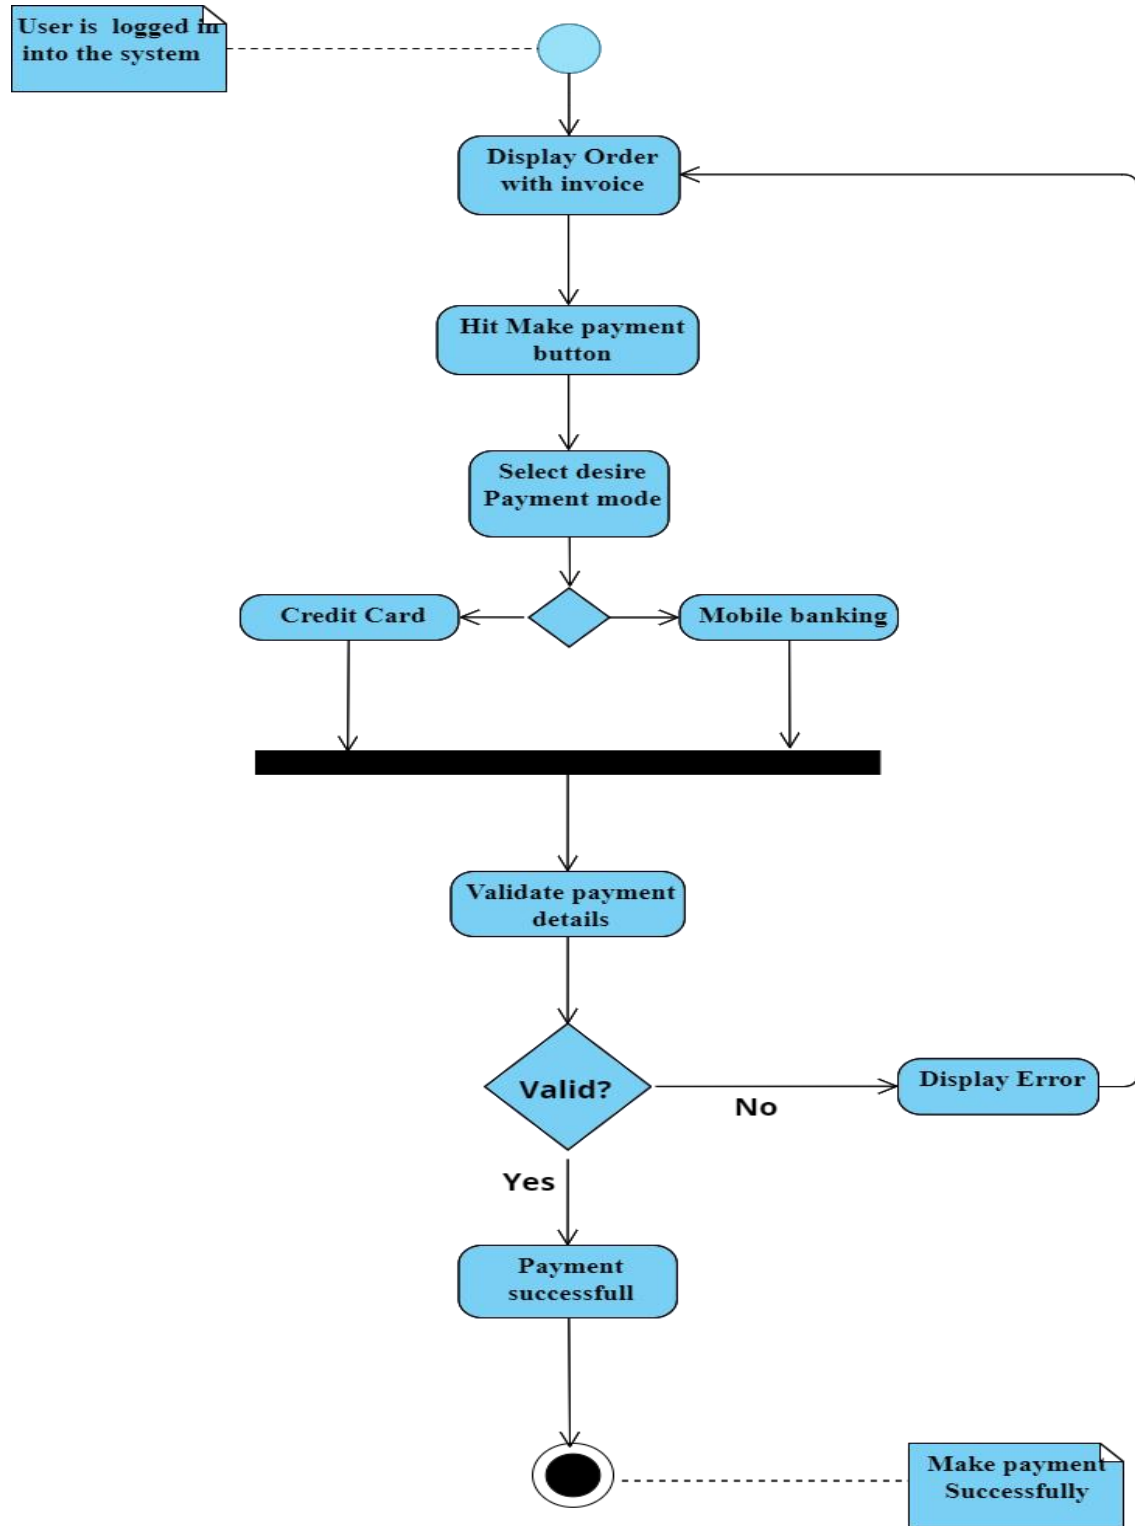 User is logged in
into the system
Display Order
with invoice
Hit Make payment
button
Select desire
Payment mode
Credit Card
Mobile banking
Validate payment
details
Valid?
No
Display Error
Yes
Payment
successfull
Make payment
Successfully